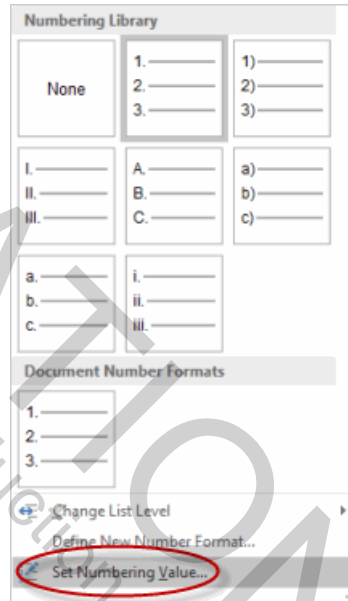 Numbering Library
None
1.
2.
3.
1)
2)
3)
I.
II.
III.
A.
B.
C.
a)
b)
c)
a.
b.
c.
i.
ii.
iii.
Document Number Formats
1.
2.
3.
Change List Level
Define New Number Format...
Set Numbering Value...